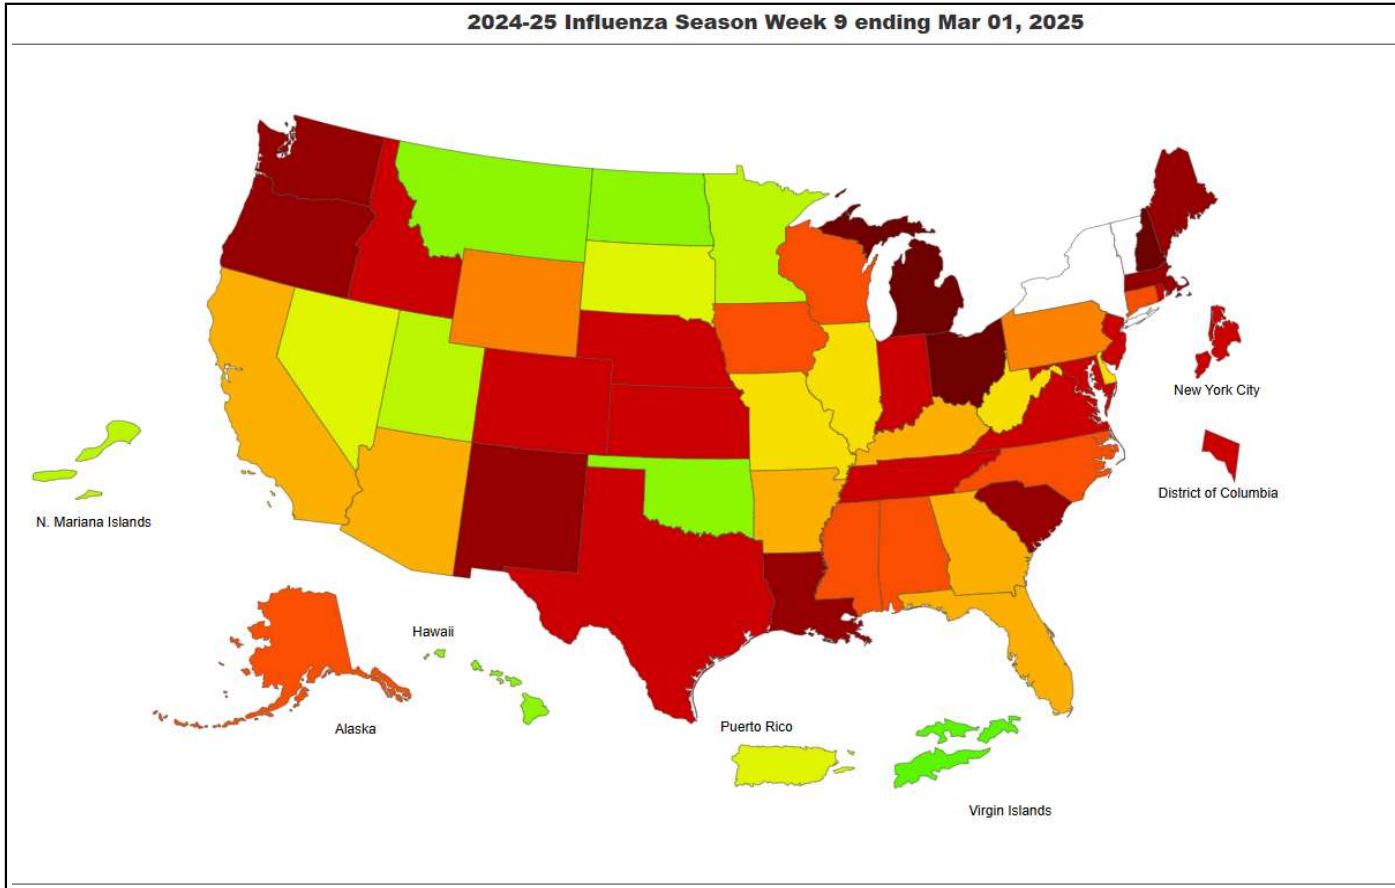 2024-25 Influenza Season Week 9 ending Mar 01, 2025
New York City
District of Columbia
N. Mariana Islands
Hawaii
Alaska
Puerto Rico
Virgin Islands